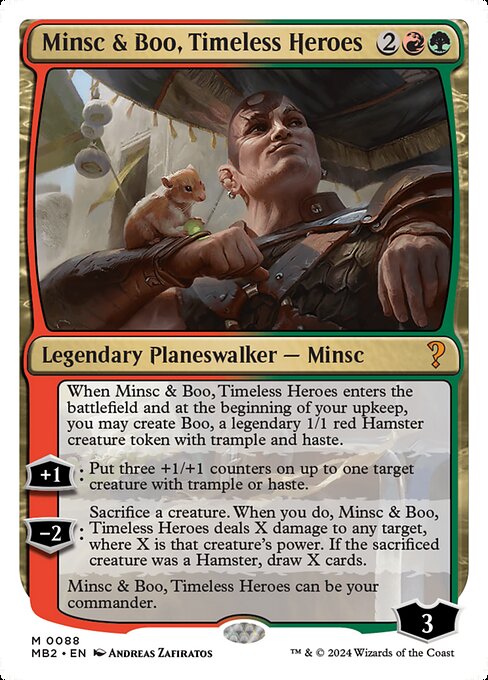 Minsc & Boo, Timeless Heroes 2
Legendary Planeswalker — Minsc ?
When Minsc & Boo, Timeless Heroes enters the
battlefield and at the beginning of your upkeep,
you may create Boo, a legendary 1/1 red Hamster
creature token with trample and haste.
+1 : Put three +1/+1 counters on up to one target
creature with trample or haste.
Sacrifice a creature. When you do, Minsc & Boo,
−2 : Timeless Heroes deals X damage to any target,
where X is that creature's power. If the sacrificed
creature was a Hamster, draw X cards.
Minsc & Boo, Timeless Heroes can be your
commander.
3
M 0088
MB2 • EN ANDREAS ZAFIRATOS
™ & © 2024 Wizards of the Coast